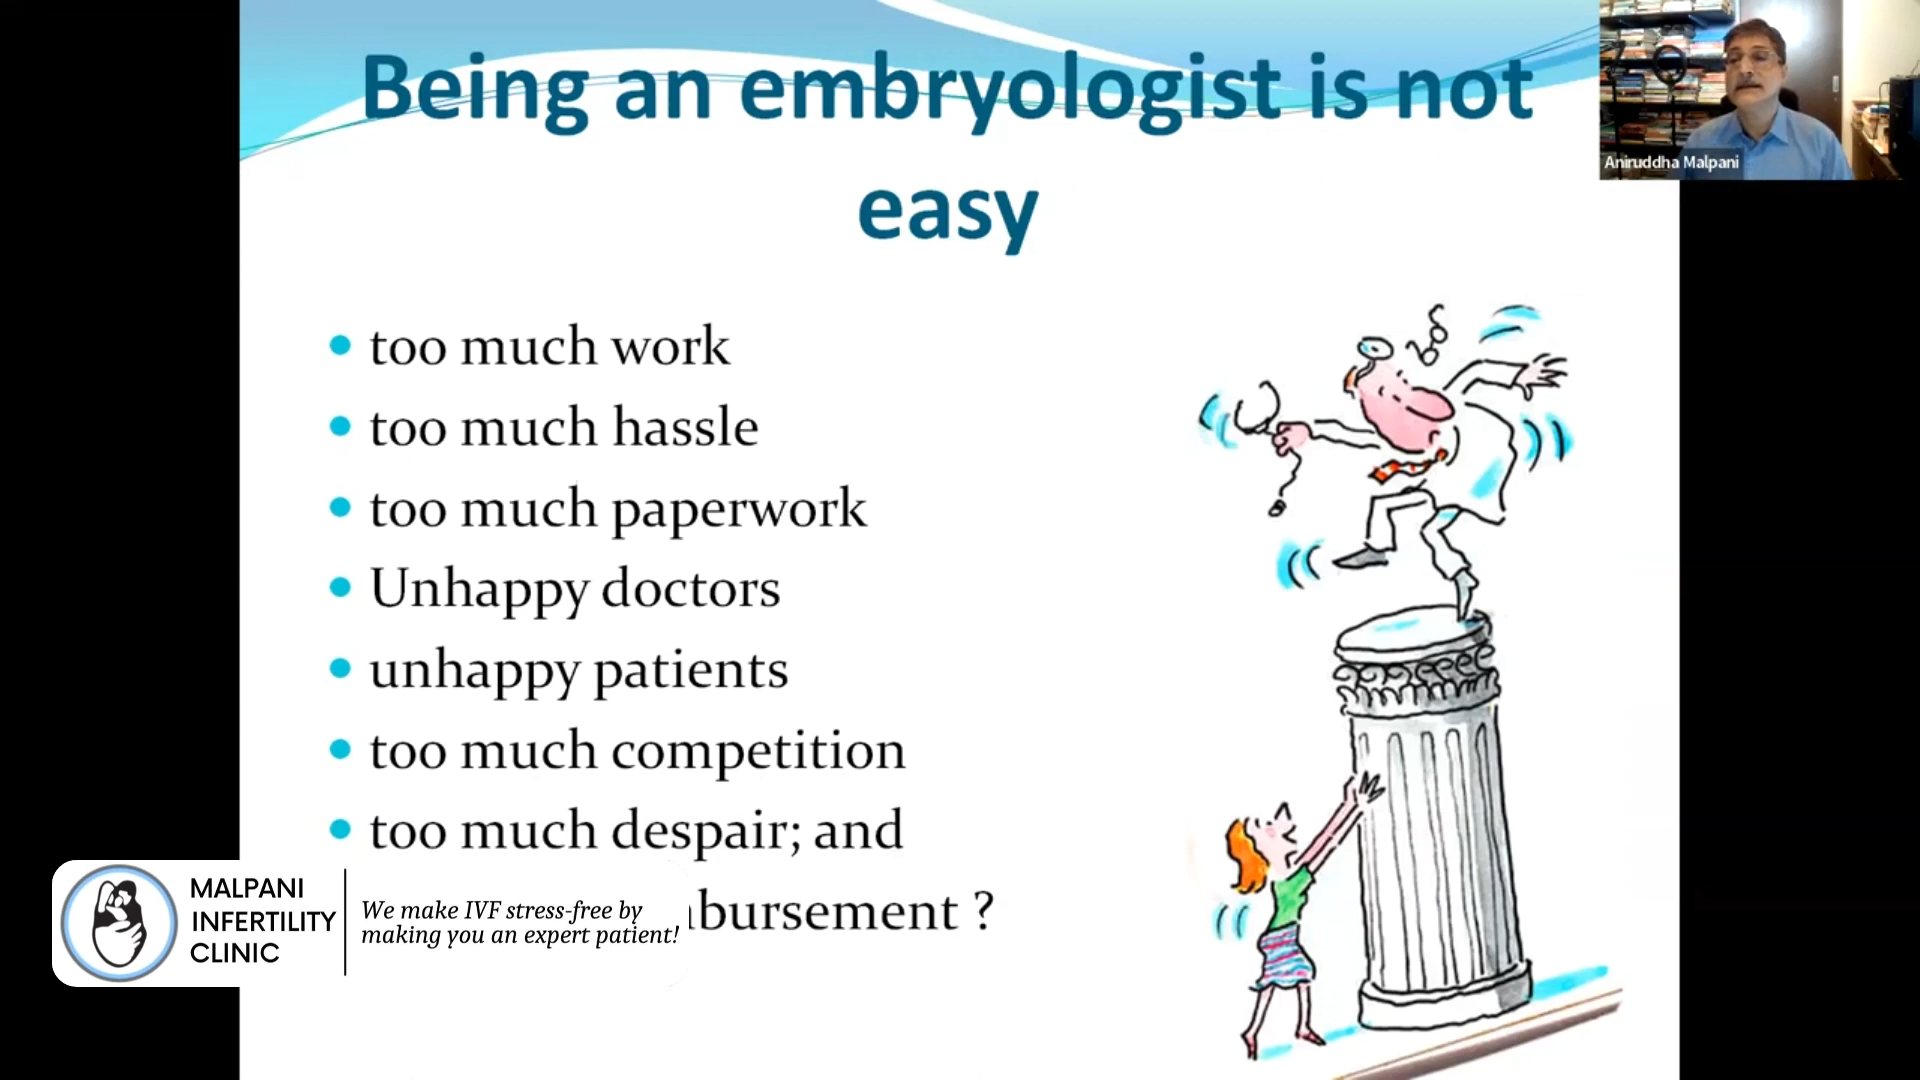 Being an embryologist is not
easy
Aniruddha Malpani
too much work
too much hassle
too much paperwork
Unhappy doctors
unhappy patients
too much competition
too much despair; and
bursement ?
MALPANI
INFERTILITY
CLINIC
We make IVF stress-free by
making you an expert patient!